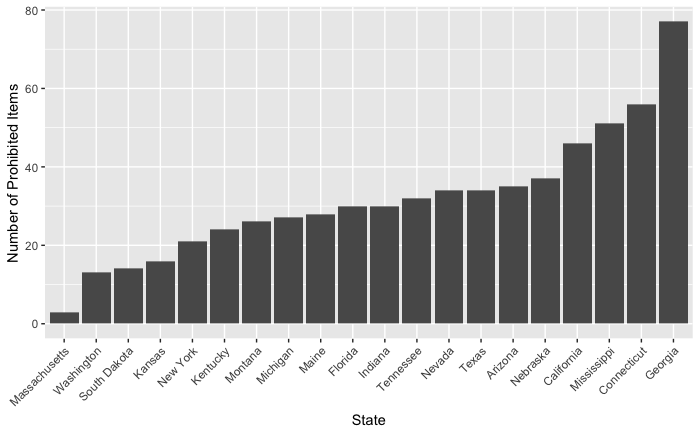 Number of Prohibited Items
80
60
40
20
0
Massachusetts
Washington
South Dakota
Kansas
New York
Kentucky
Montana
Michigan
Maine
Florida
Indiana
Tennessee
Nevada
Texas
Arizona
Nebraska
California
Mississippi
Connecticut
Georgia
State